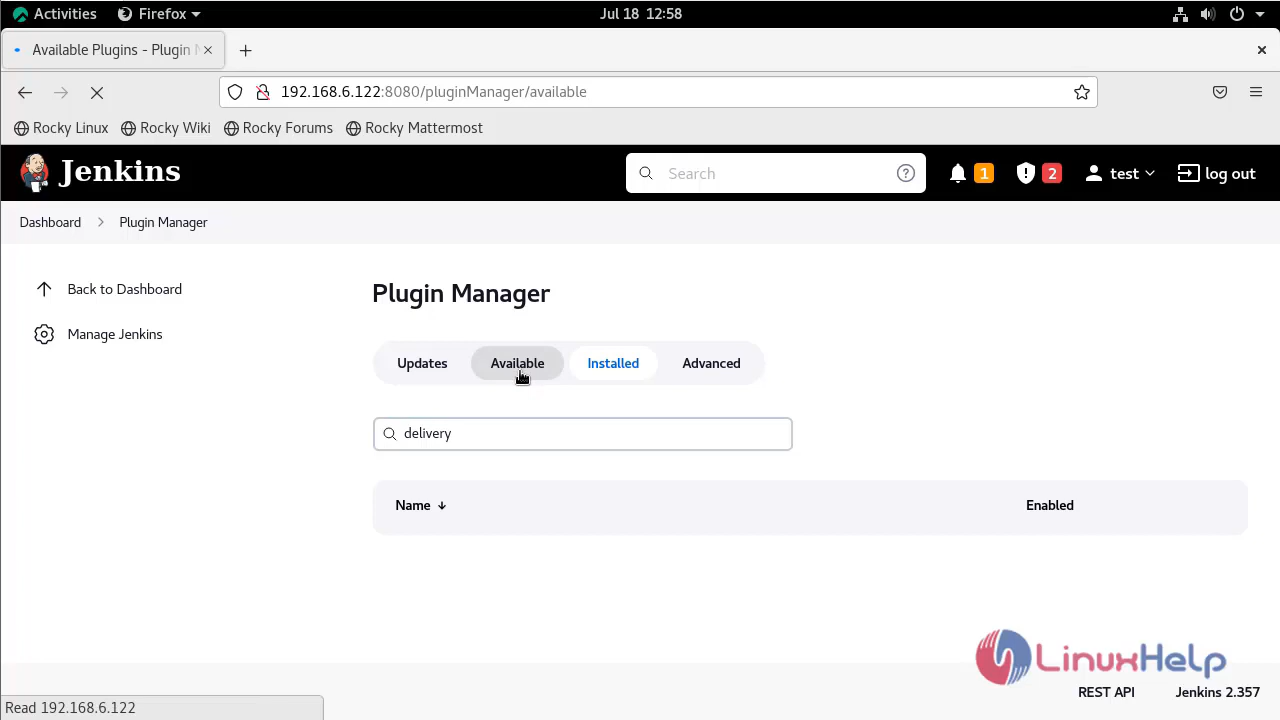 Activities Firefox Jul 18 12:58
Available Plugins - Plugin
192.168.6.122:8080/pluginManager/available
Rocky Linux Rocky Wiki Rocky Forums Rocky Mattermost
Jenkins Search 1 2 test log out
Dashboard Plugin Manager
Back to Dashboard
Manage Jenkins
Plugin Manager
Updates Available Installed Advanced
delivery
Name ↓ Enabled
LinuxHelp
REST API Jenkins 2.357
Read 192.168.6.122